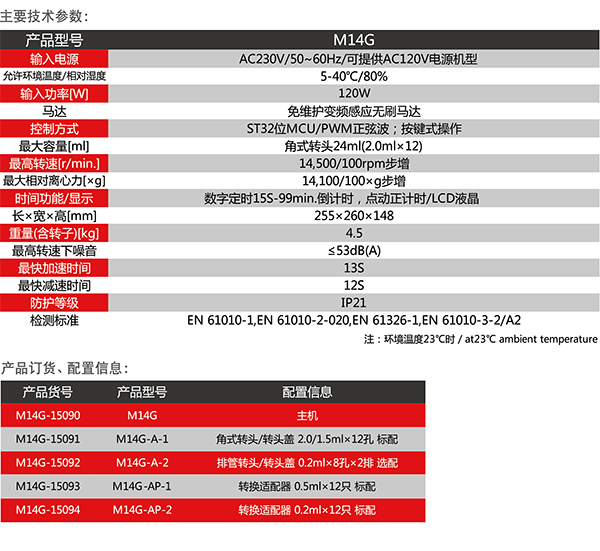 主要技术参数:
产品型号 M14G
输入电源 AC230V/50~60Hz/可提供AC120V电源机型
允许环境温度/相对湿度 5-40℃/80%
输入功率[W] 120W
马达 免维护变频感应无刷马达
控制方式 ST32位MCU/PWM正弦波；按键式操作
最大容量[ml] 角式转头24ml(2.0ml×12)
最高转速[r/min.] 14,500/100rpm步增
最大相对离心力[×g] 14,100/100×g步增
时间功能/显示 数字定时15S-99min.倒计时，点动正计时/LCD液晶
长×宽×高[mm] 255×260×148
重量(含转子)[kg] 4.5
最高转速下噪音 ≤53dB(A)
最快加速时间 13S
最快减速时间 12S
防护等级 IP21
检测标准 EN 61010-1,EN 61010-2-020,EN 61326-1,EN 61010-3-2/A2
注：环境温度23℃时 / at23℃ ambient temperature
产品订货、配置信息:
产品货号 产品型号 配置信息
M14G-15090 M14G 主机
M14G-15091 M14G-A-1 角式转头/转头盖 2.0/1.5ml×12孔 标配
M14G-15092 M14G-A-2 排管转头/转头盖 0.2ml×8孔×2排 选配
M14G-15093 M14G-AP-1 转换适配器 0.5ml×12只 标配
M14G-15094 M14G-AP-2 转换适配器 0.2ml×12只 标配